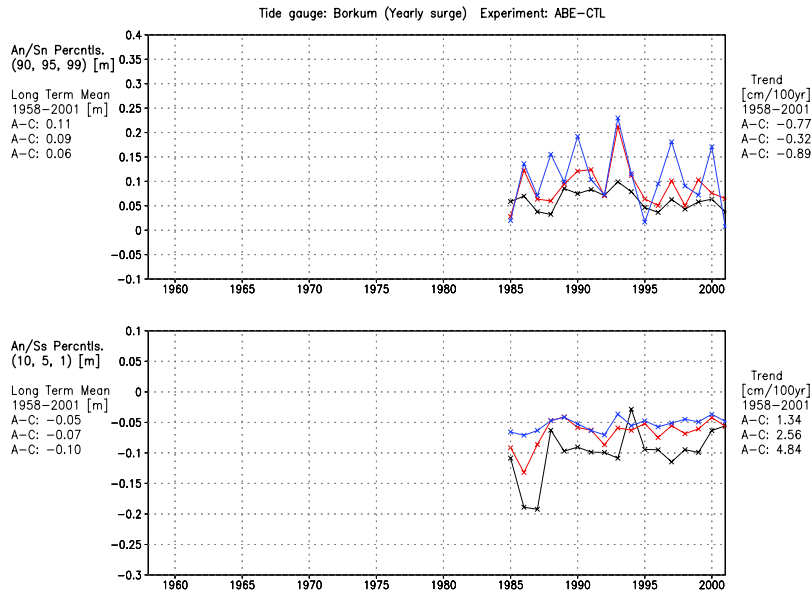 Tide gauge: Borkum (Yearly surge) Experiment: ABE-CTL
An/Sn Percntls.
(90, 95, 99) [m]
Long Term Mean
1958-2001 [m]
A-C: 0.11
A-C: 0.09
A-C: 0.06
0.4
0.35
0.3
0.25
0.2
0.15
0.1
0.05
0
-0.05
-0.1
1960 1965 1970 1975 1980 1985 1990 1995 2000
Trend
[cm/100yr]
1958-2001
A-C: -0.77
A-C: -0.32
A-C: -0.89
An/Ss Percntls.
(10, 5, 1) [m]
Long Term Mean
1958-2001 [m]
A-C: -0.05
A-C: -0.07
A-C: -0.10
0.1
0.05
0
-0.05
-0.1
-0.15
-0.2
-0.25
-0.3
1960 1965 1970 1975 1980 1985 1990 1995 2000
Trend
[cm/100yr]
1958-2001
A-C: 1.34
A-C: 2.56
A-C: 4.84